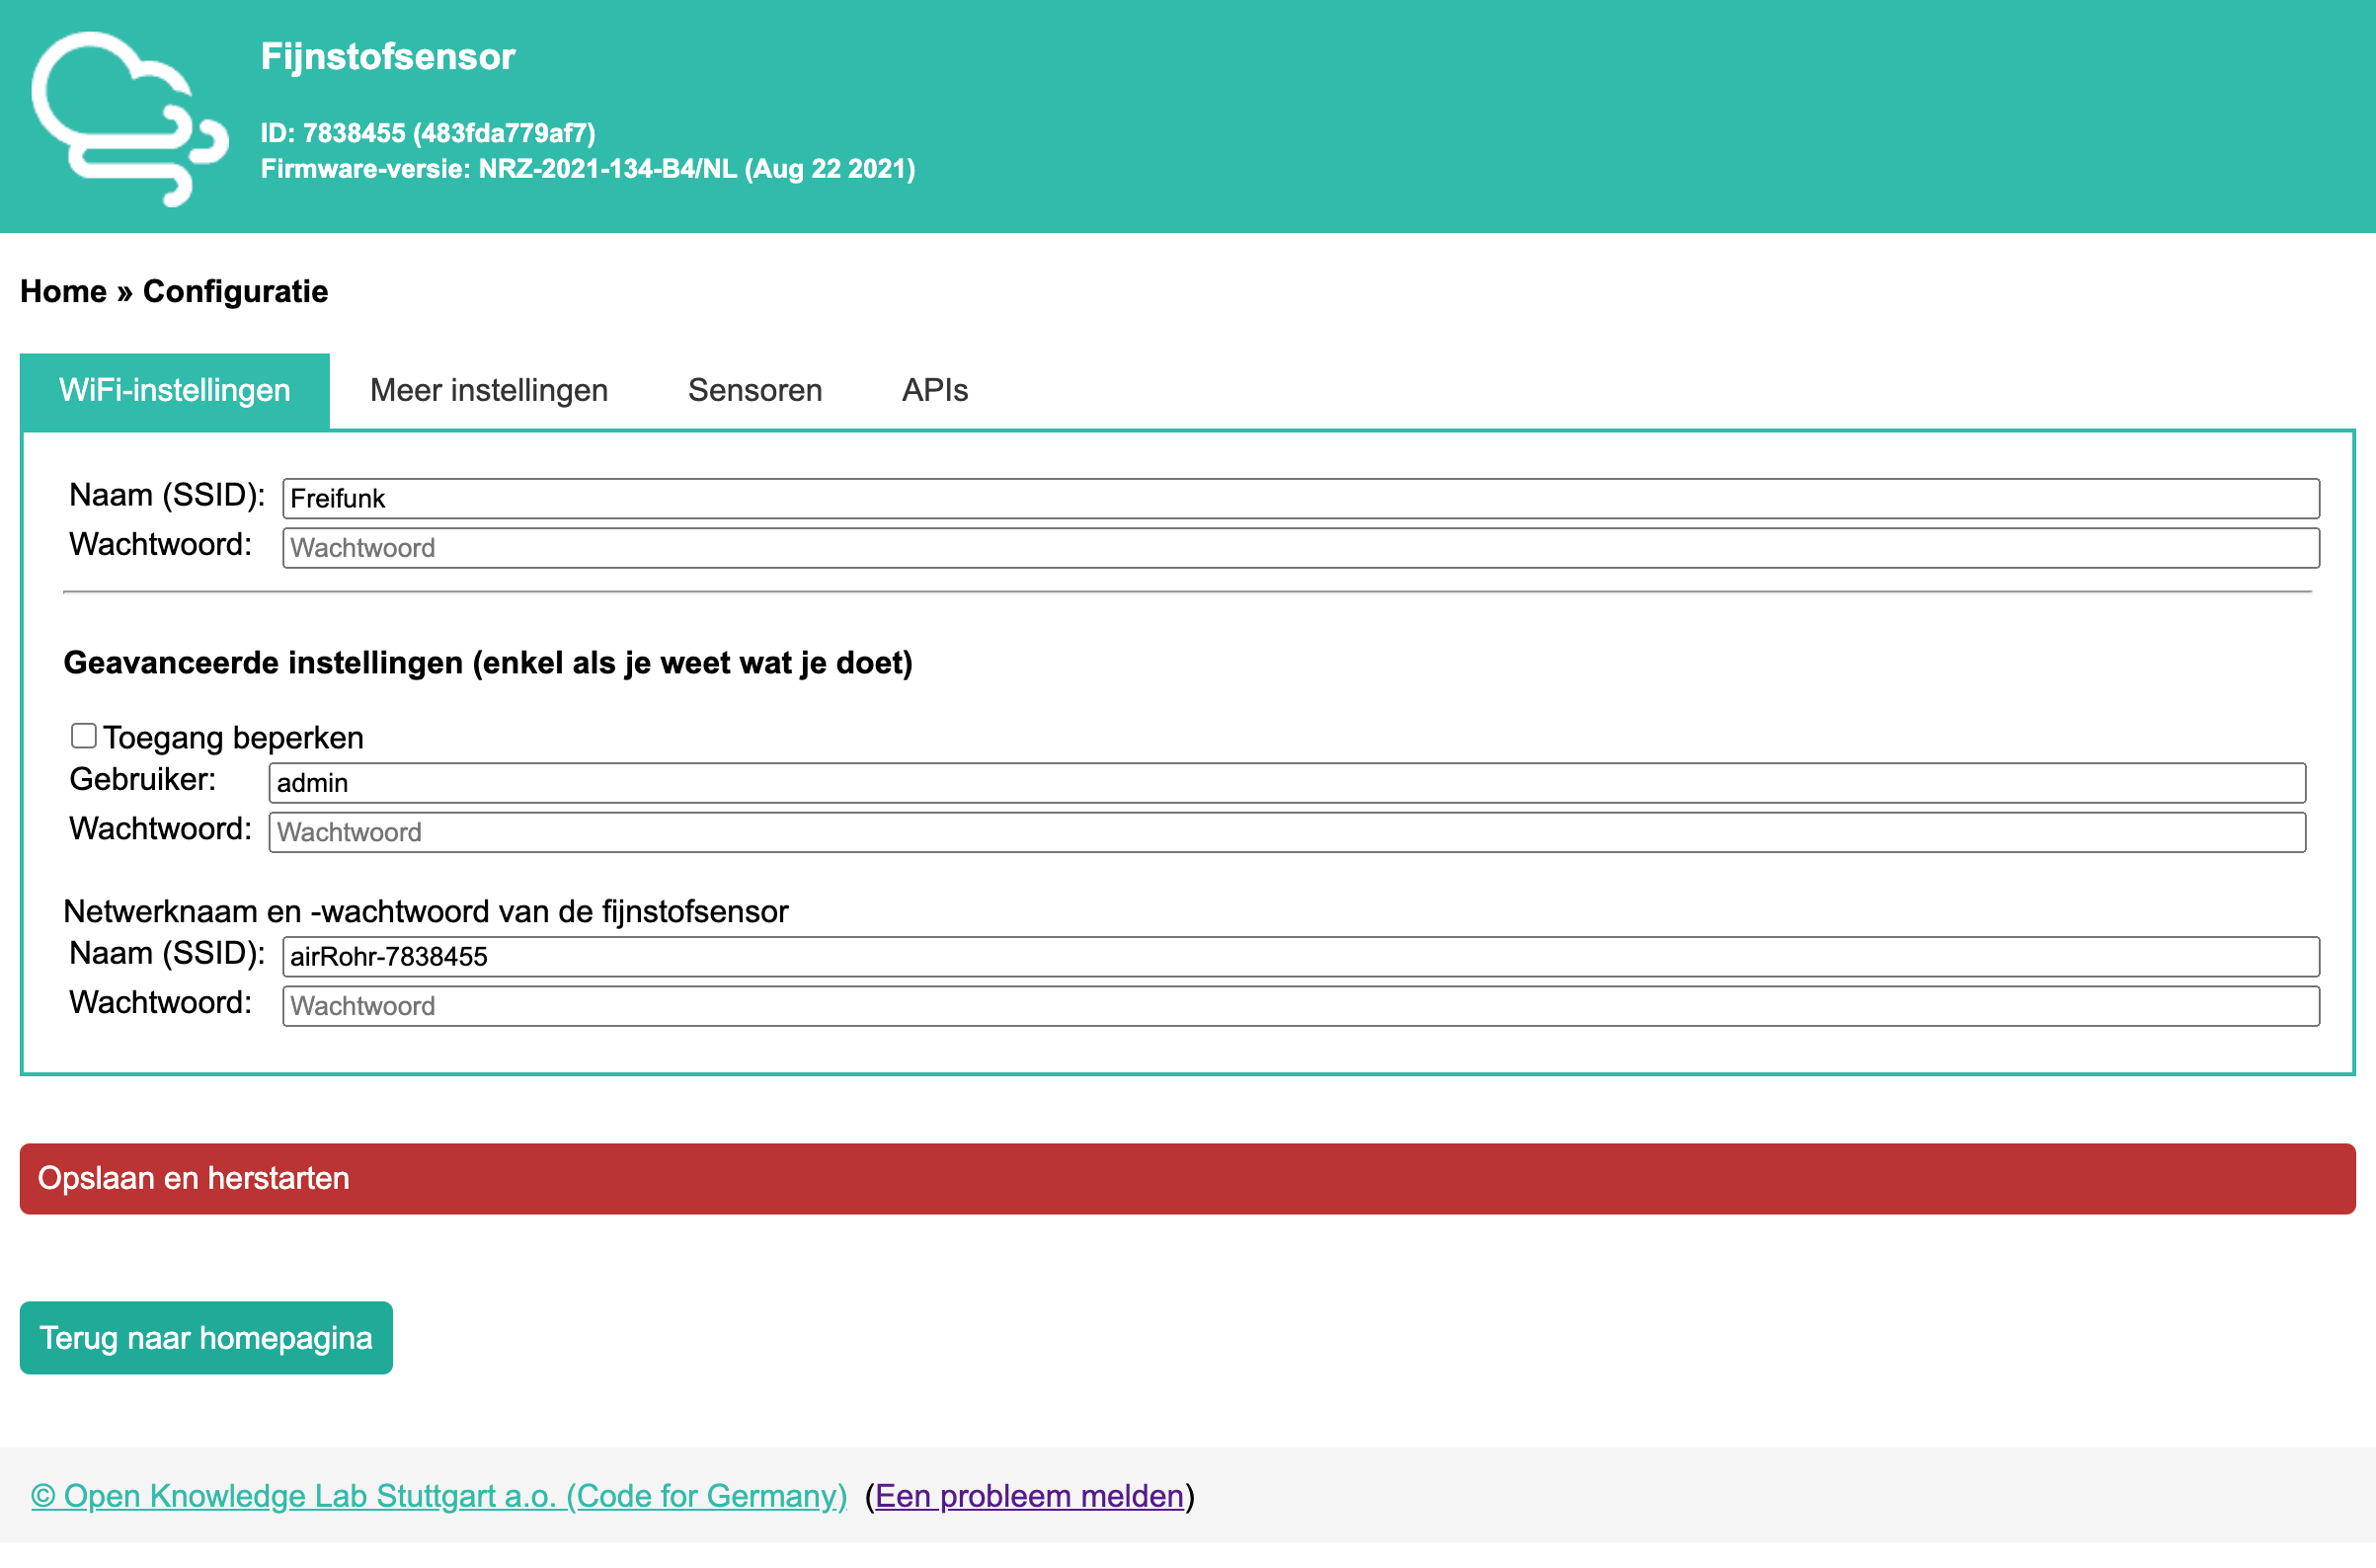 Fijnstofsensor
ID: 7838455 (483fda779af7)
Firmware-versie: NRZ-2021-134-B4/NL (Aug 22 2021)
Home » Configuratie
WiFi-instellingen Meer instellingen Sensoren APIs
Naam (SSID): Freifunk
Wachtwoord: Wachtwoord
Geavanceerde instellingen (enkel als je weet wat je doet)
Toegang beperken
Gebruiker: admin
Wachtwoord: Wachtwoord
Netwerknaam en -wachtwoord van de fijnstofsensor
Naam (SSID): airRohr-7838455
Wachtwoord: Wachtwoord
Opslaan en herstarten
Terug naar homepagina
© Open Knowledge Lab Stuttgart a.o. (Code for Germany) (Een probleem melden)